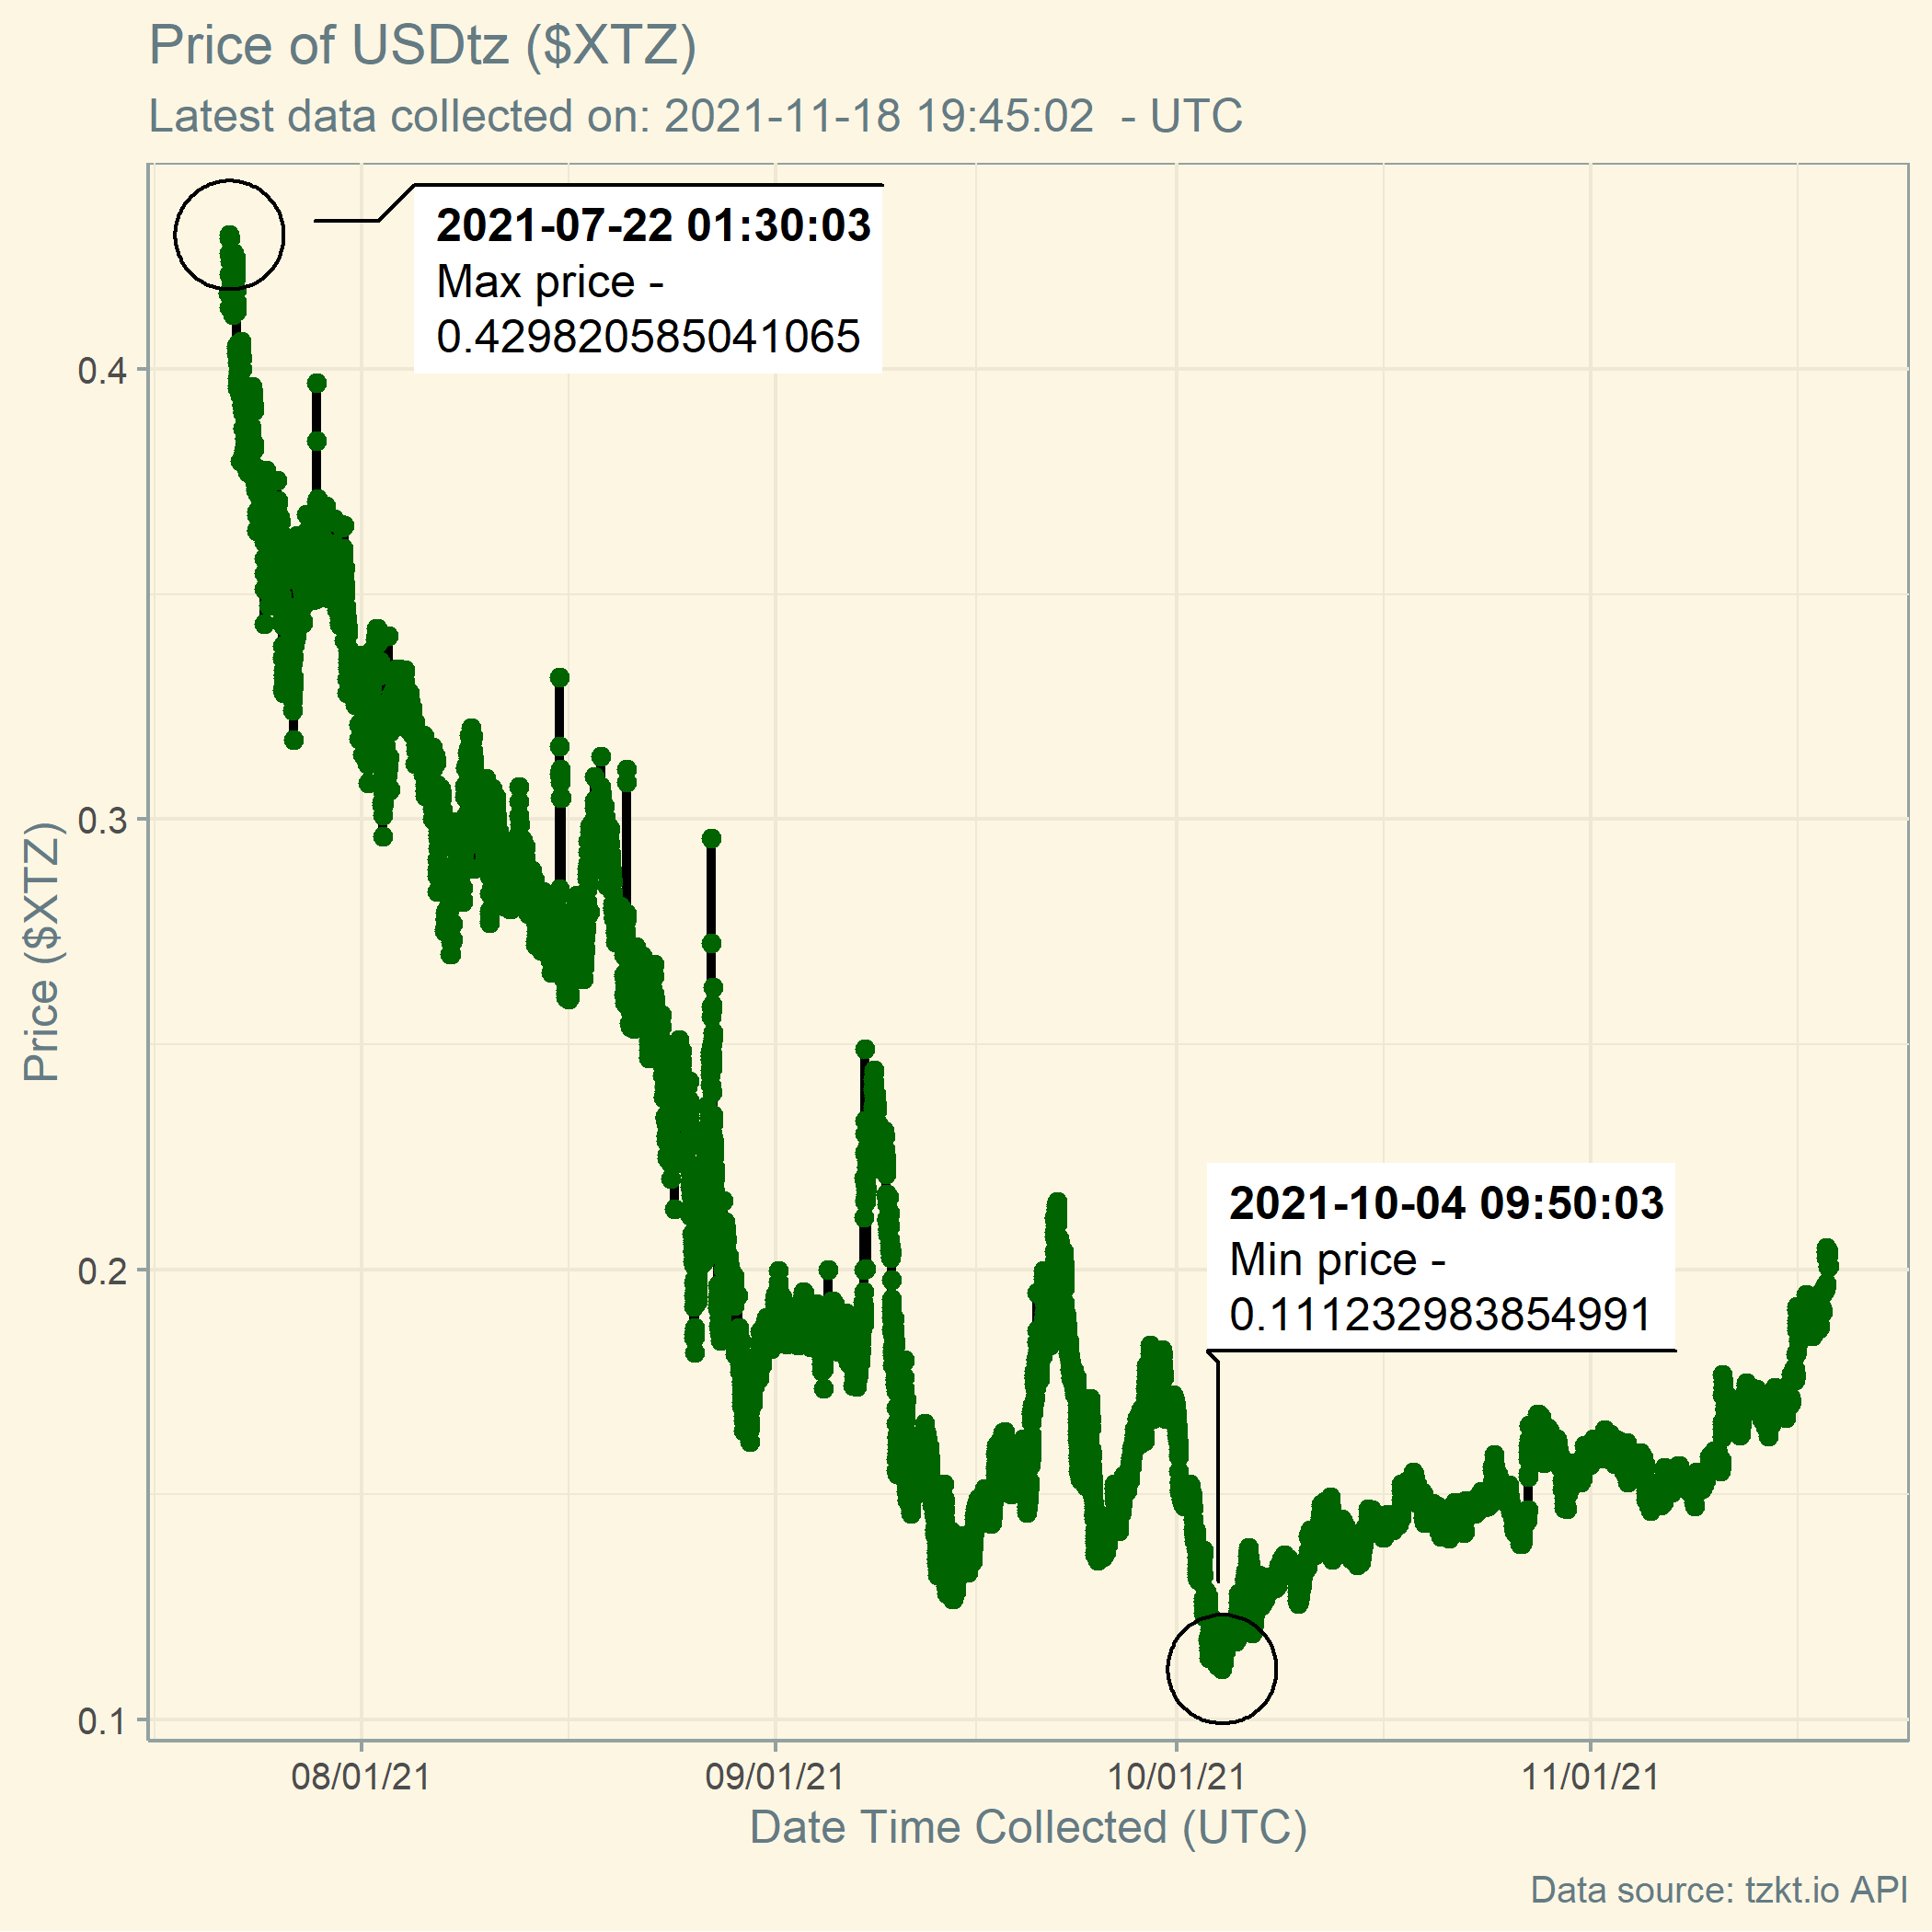 Price of USDtz ($XTZ)
Latest data collected on: 2021-11-18 19:45:02  - UTC
2021-07-22 01:30:03
Max price -
0.429820585041065
0.4
0.3
0.2
0.1
Price ($XTZ)
2021-10-04 09:50:03
Min price -
0.111232983854991
08/01/21
09/01/21
10/01/21
11/01/21
Date Time Collected (UTC)
Data source: tzkt.io API